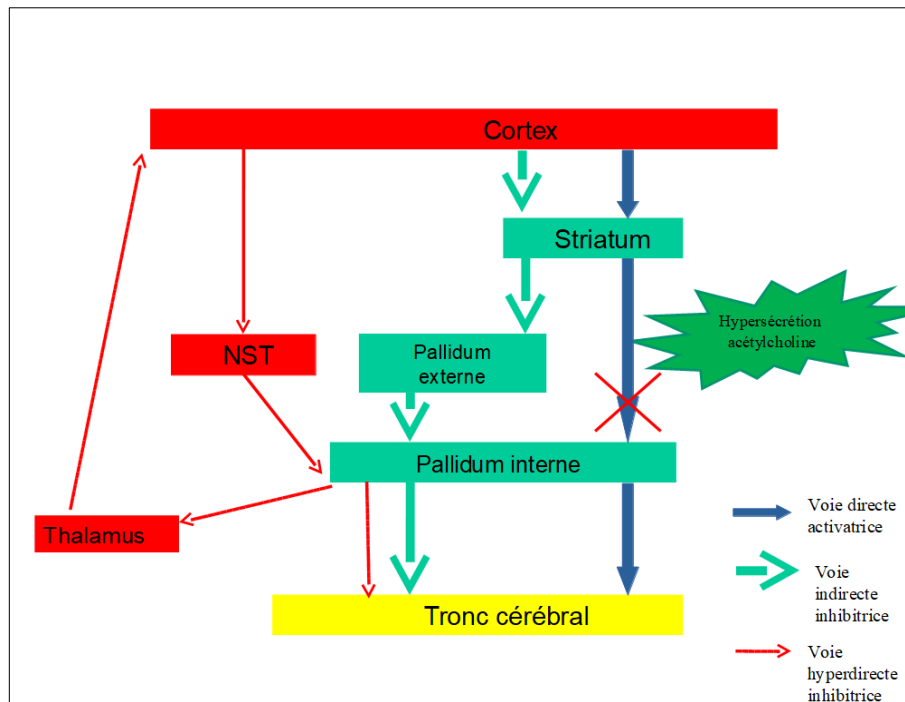 Cortex
Striatum
Hypersécrétion
acétylcholine
NST
Pallidum
externe
Pallidum interne
Thalamus
Tronc cérébral
Voie directe
activatrice
Voie
indirecte
inhibitrice
Voie
hyperdirecte
inhibitrice